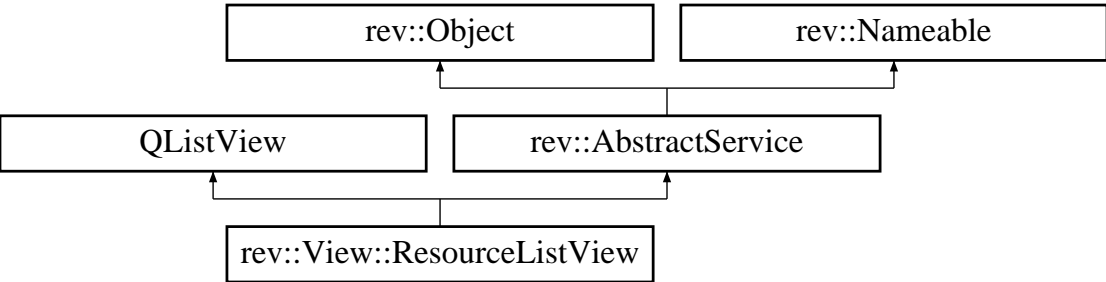 rev::Object
rev::Nameable
QListView
rev::AbstractService
rev::View::ResourceListView